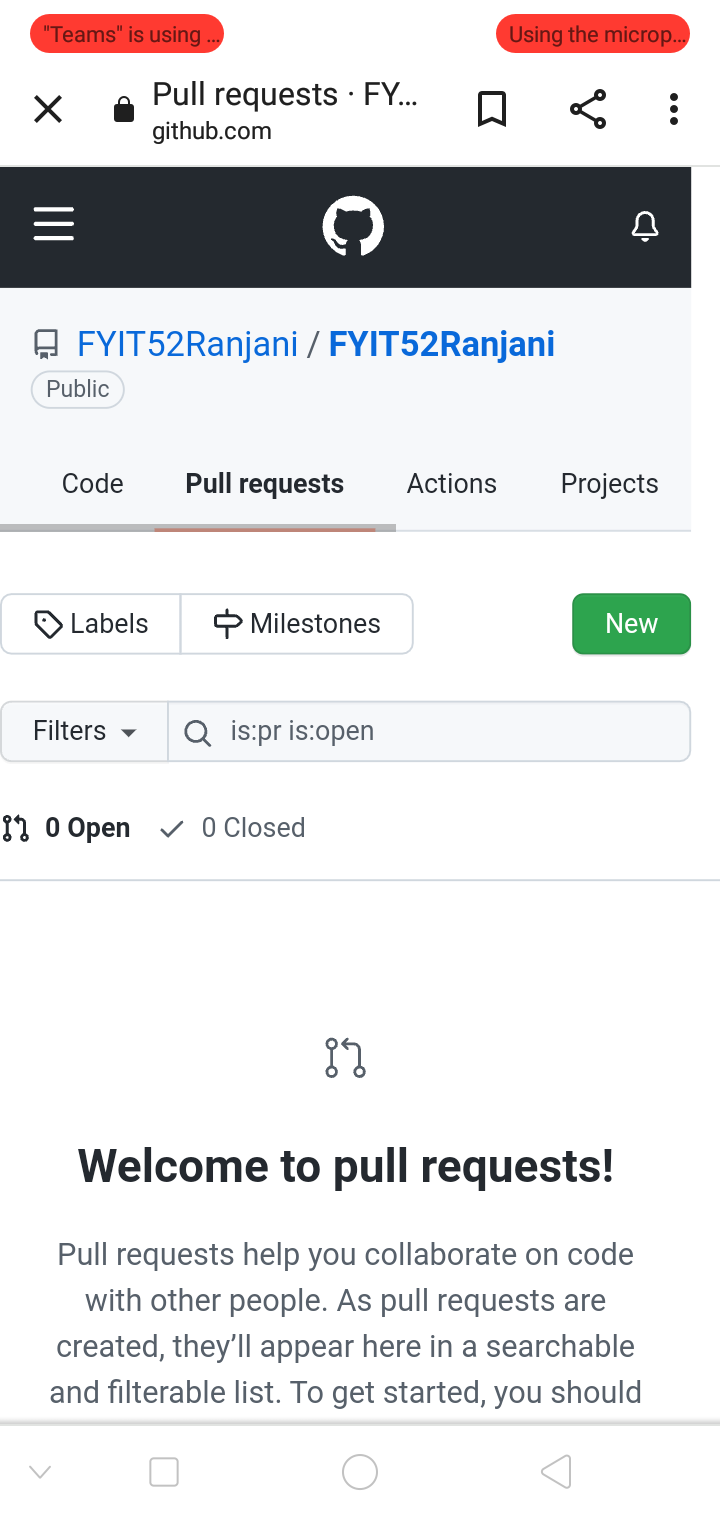 "Teams" is using ... Using the microp...
Pull requests · FY...
github.com
FYIT52Ranjani / FYIT52Ranjani
Public
Code Pull requests Actions Projects
Labels Milestones New
Filters is:pr is:open
0 Open 0 Closed
Welcome to pull requests!
Pull requests help you collaborate on code
with other people. As pull requests are
created, they’ll appear here in a searchable
and filterable list. To get started, you should